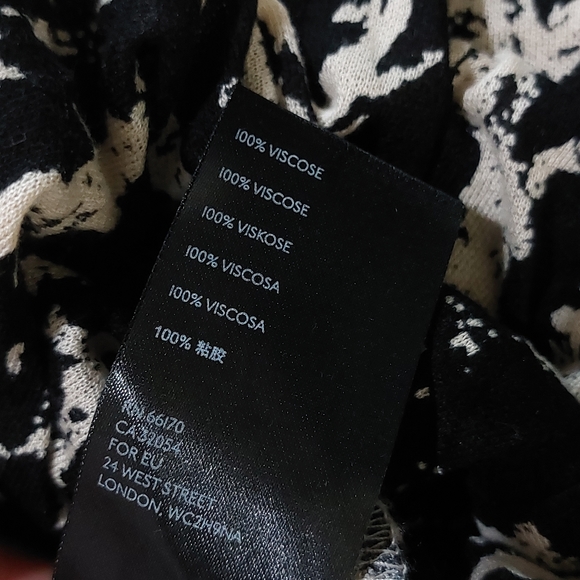 100% VISCOSE
100% VISCOSE
100% VISKOSE
100% VISCOSA
100% VISCOSA
100% 粘胶
RN 66170
CA 39054
FOR EU
24 WEST STREET
LONDON, WC2H9NA